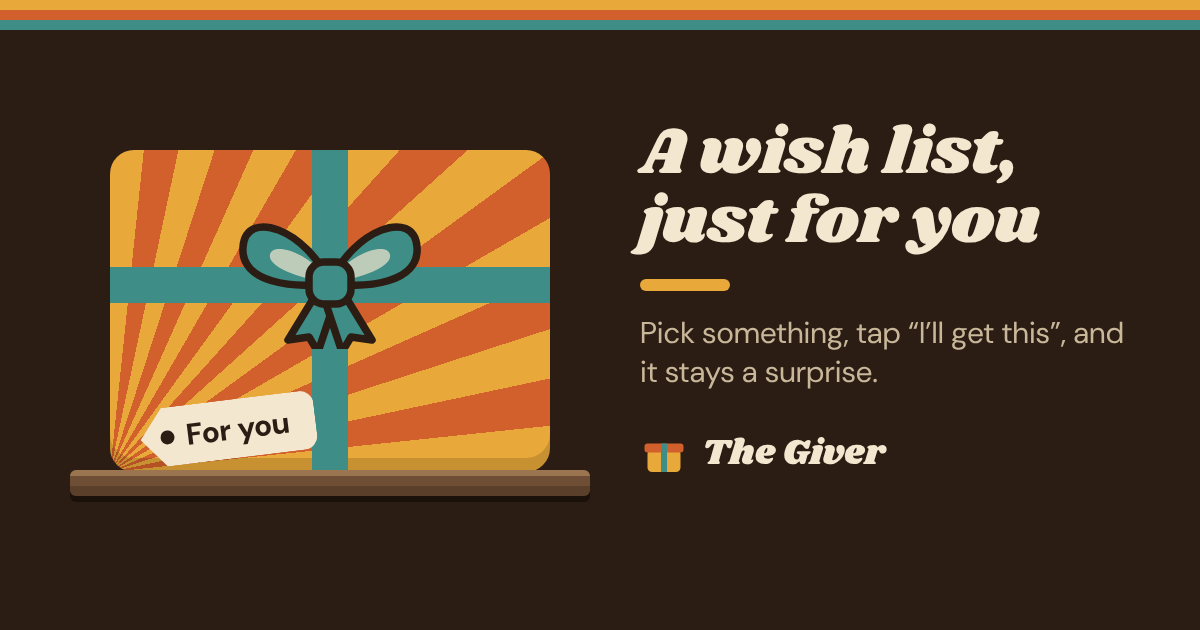 A wish list,
just for you
Pick something, tap “I’ll get this”, and
it stays a surprise.
For you
The Giver